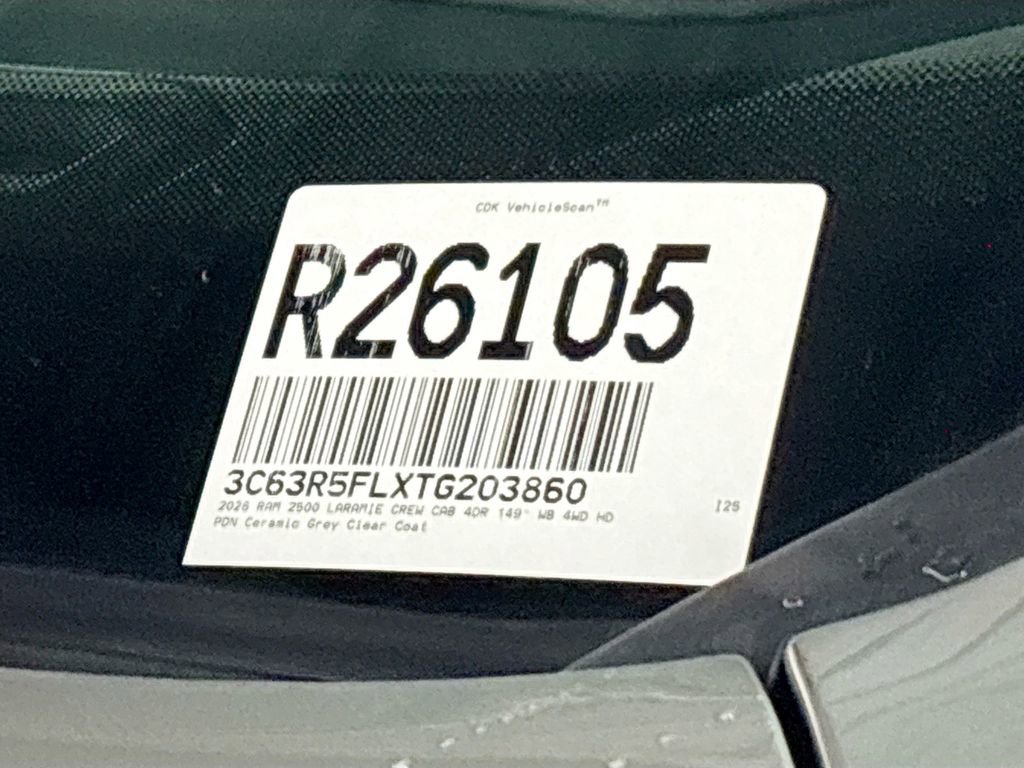 CDK VehicleScan™
R26105
3C63R5FLXTG203860
2026 RAM 2500 LARAMIE CREW CAB 4DR 149" WB 4WD HD
PDN Ceramic Grey Clear Coat
I25